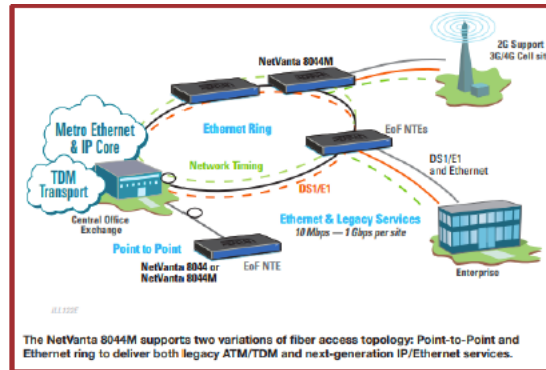 NetVanta 8044M
2G Support
3G/4G Cell site
Metro Ethernet
& IP Core
Ethernet Ring
EoF NTEs
TDM
Transport
Network Timing
DS1/E1
and Ethernet
DS1/E1
Central Office
Exchange
Ethernet & Legacy Services
10 Mbps — 1 Gbps per site
Point to Point
EoF NTE
NetVanta 8044 or
NetVanta 8044M
Enterprise
The NetVanta 8044M supports two variations of fiber access topology: Point-to-Point and
Ethernet ring to deliver both legacy ATM/TDM and next-generation IP/Ethernet services.